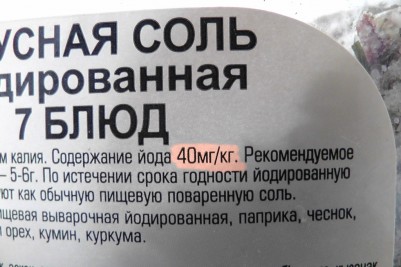 УСНАЯ СОЛЬ
дированная
7 БЛЮД
м калия. Содержание йода 40мг/кг. Рекомендуемое
– 5-6г. По истечении срока годности йодированную
уют как обычную пищевую поваренную соль.
ищевая выварочная йодированная, паприка, чеснок,
й орех, кумин, куркума.